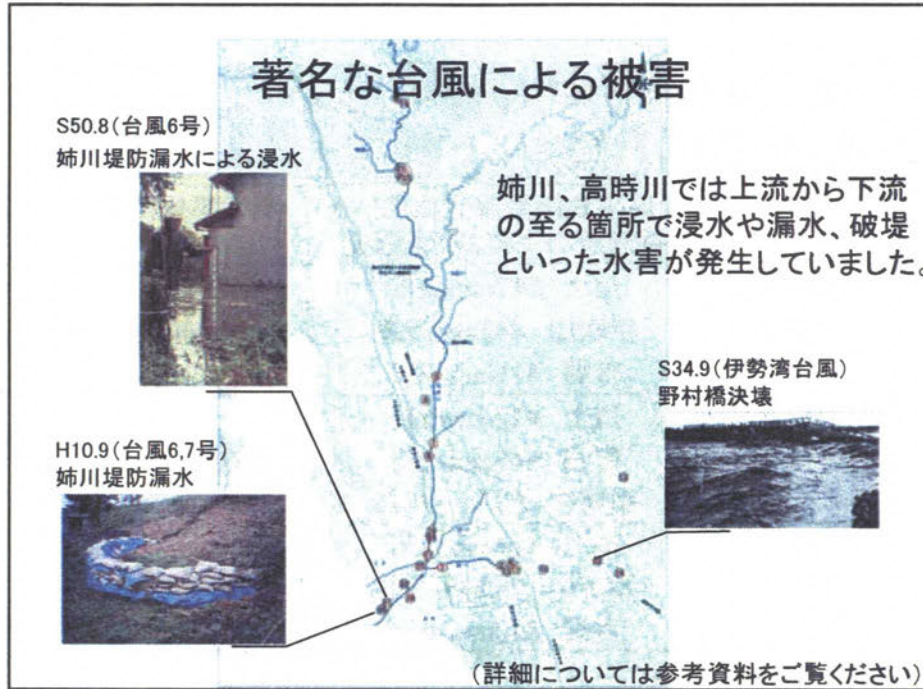 著名な台風による被害
S50.8(台風6号)
姉川堤防漏水による浸水
姉川、高時川では上流から下流
の至る箇所で浸水や漏水、破堤
といった水害が発生していました。
S34.9(伊勢湾台風)
野村橋決壊
H10.9(台風6,7号)
姉川堤防漏水
(詳細については参考資料をご覧ください)